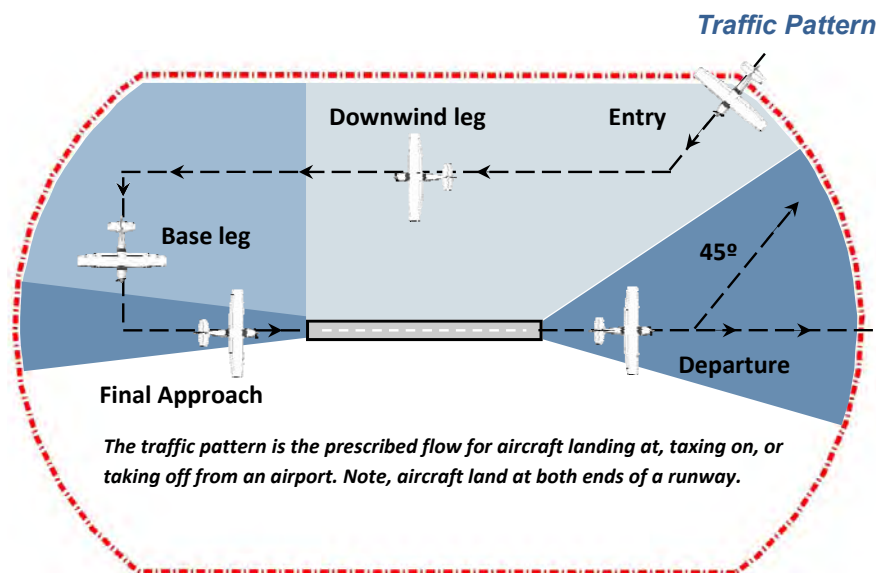 Traffic Pattern
Downwind leg
Entry
Base leg
45º
Departure
Final Approach
The traffic pattern is the prescribed flow for aircraft landing at, taxing on, or
taking off from an airport. Note, aircraft land at both ends of a runway.